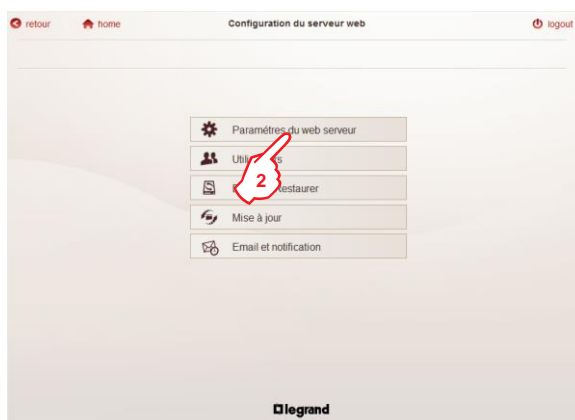 retour home Configuration du serveur web logout
Paramétres du web serveur
2
Restaurer
Mise à jour
Email et notification
legrand